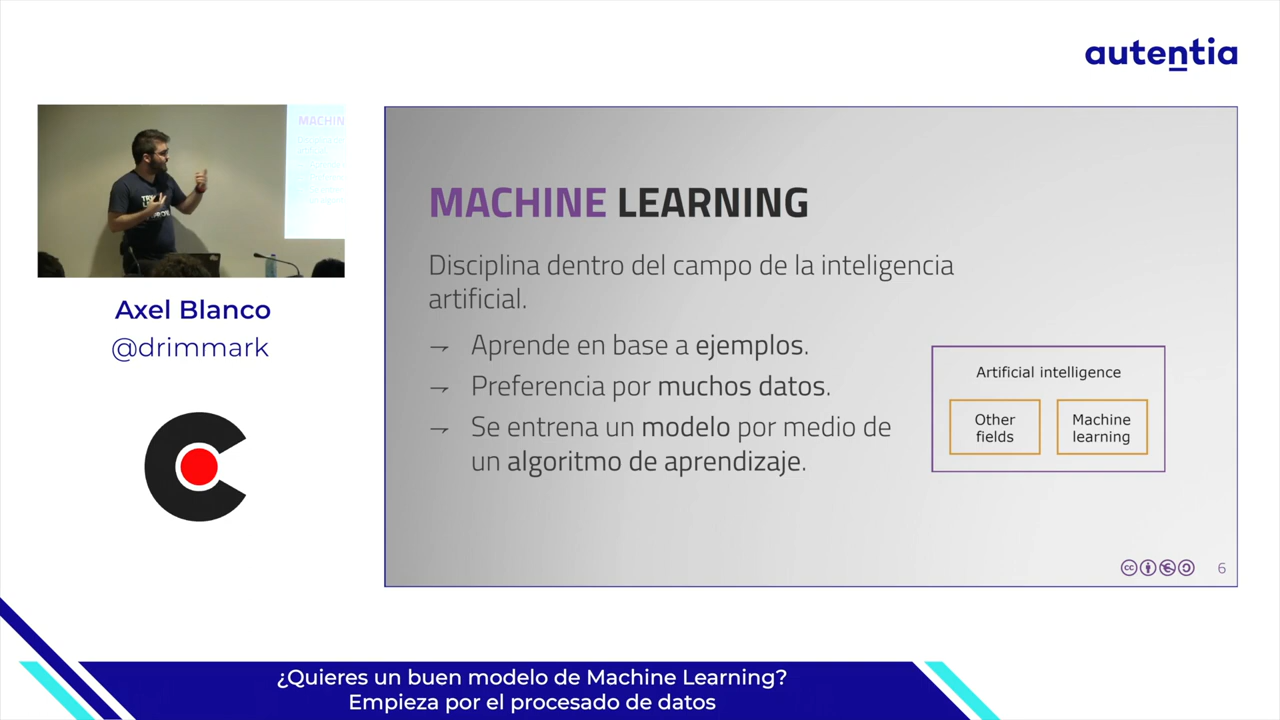 autentia
MACHIN
MACHINE LEARNING
Disciplina dentro del campo de la inteligencia
artificial.
→ Aprende en base a ejemplos.
→ Preferencia por muchos datos.
→ Se entrena un modelo por medio de
un algoritmo de aprendizaje.
Artificial intelligence
Other
fields
Machine
learning
cc
6
Axel Blanco
@drimmark
¿Quieres un buen modelo de Machine Learning?
Empieza por el procesado de datos